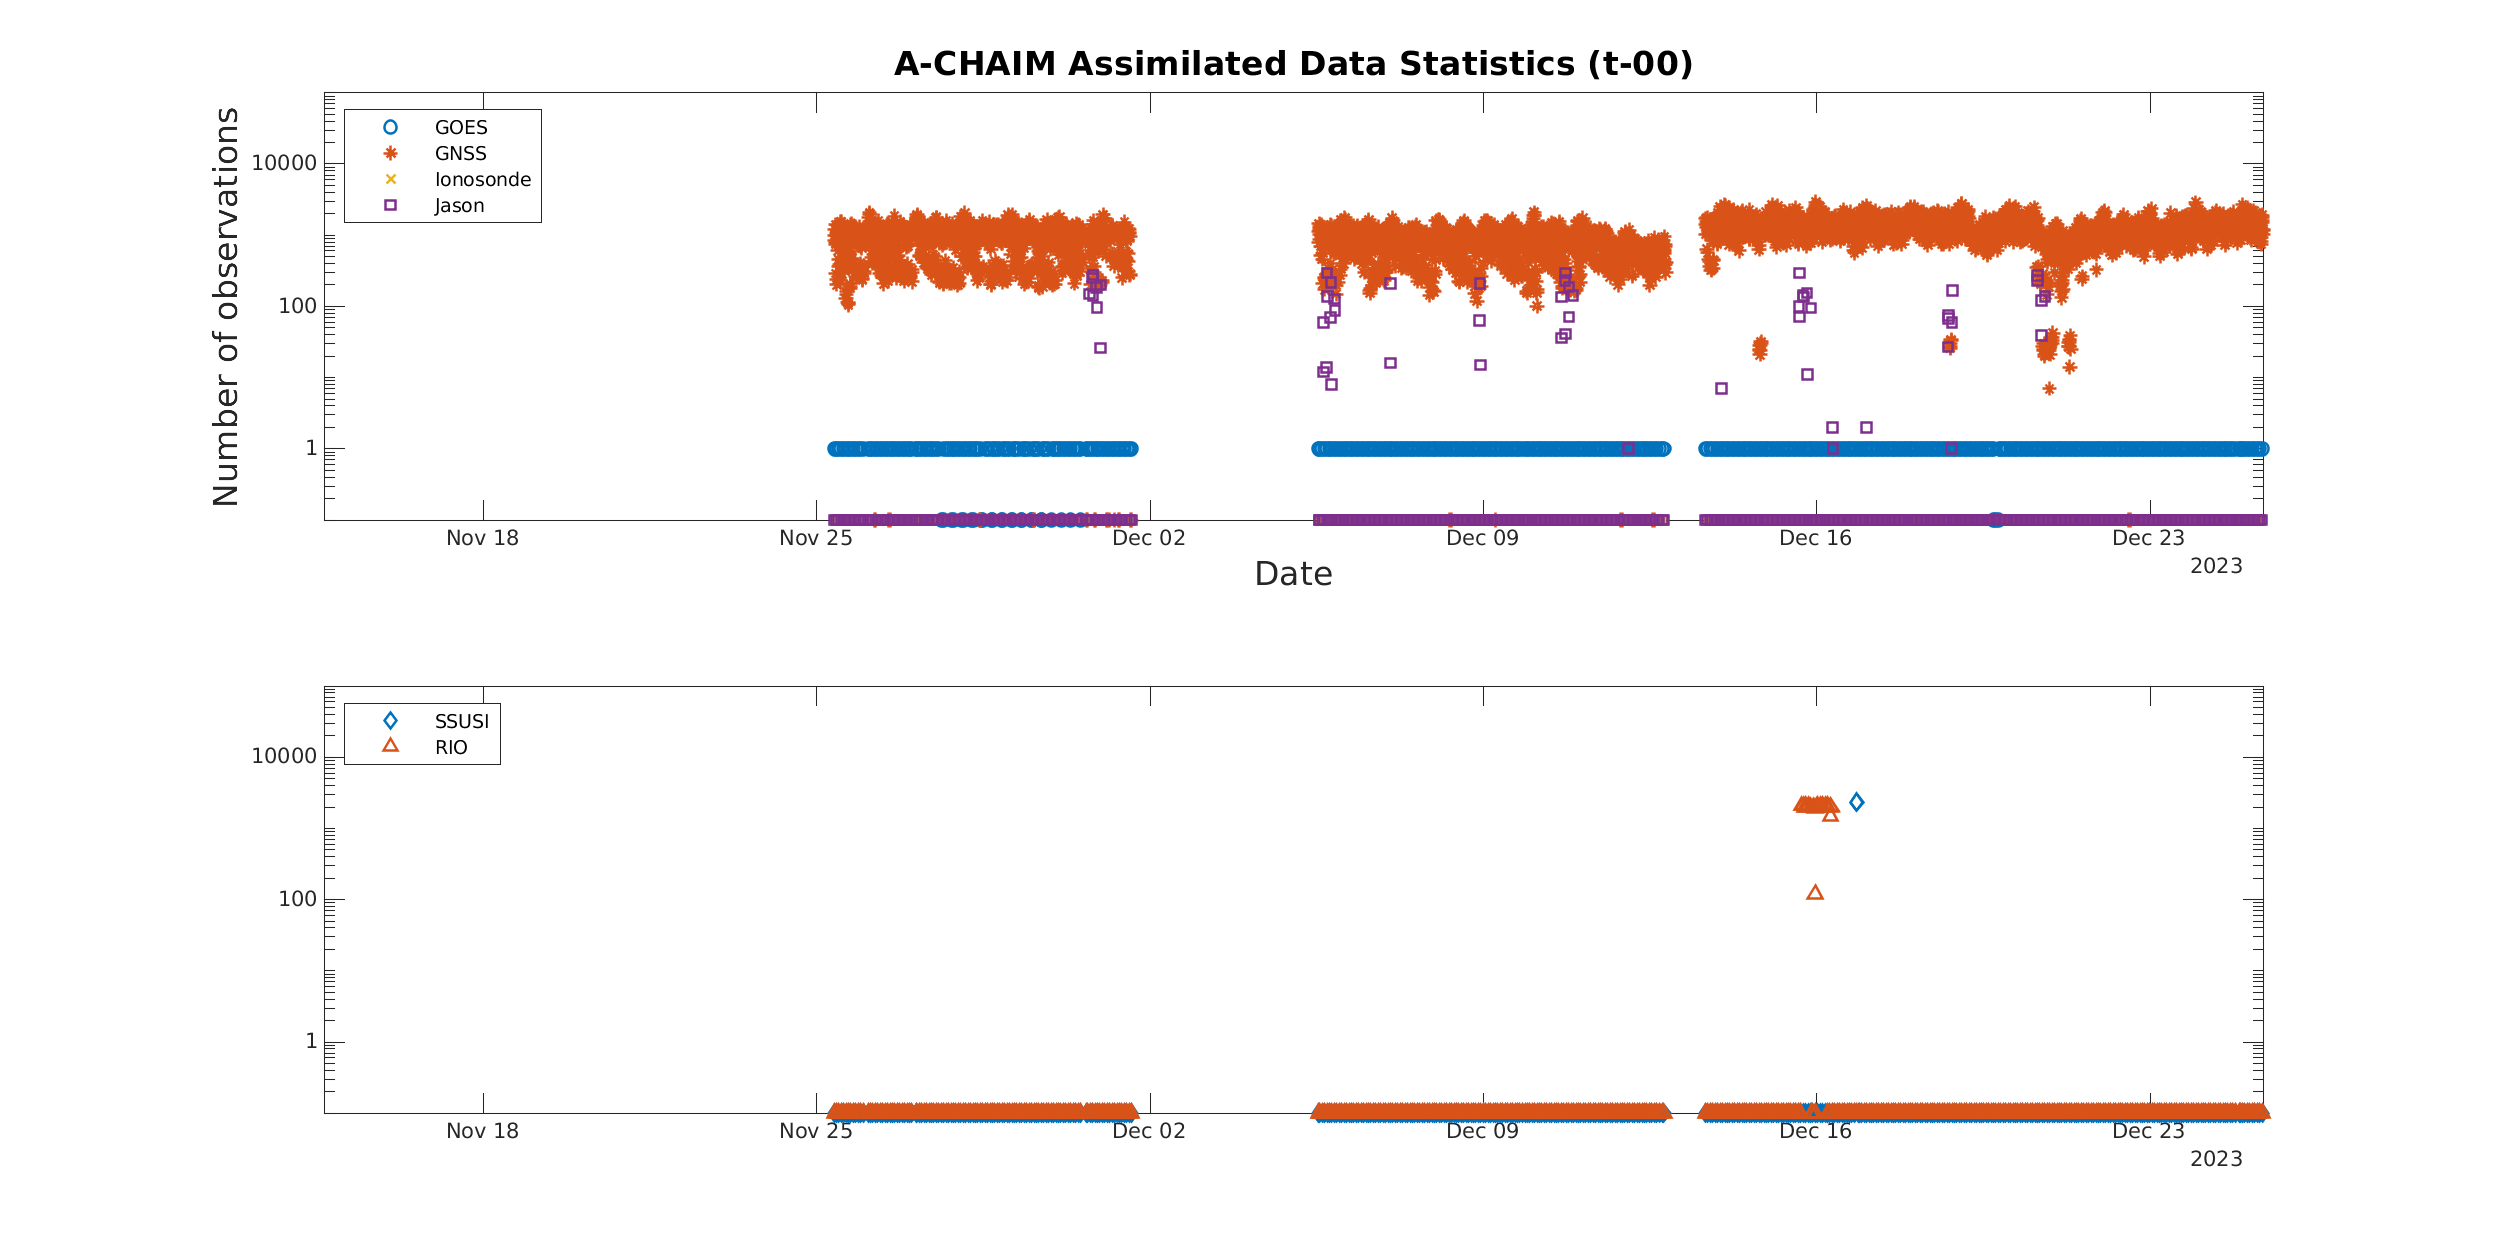 A-CHAIM Assimilated Data Statistics (t-00)
Number of observations
10000
100
1
GOES
GNSS
Ionosonde
Jason
Nov 18
Nov 25
Dec 02
Dec 09
Dec 16
Dec 23
2023
Date
10000
100
1
SSUSI
RIO
Nov 18
Nov 25
Dec 02
Dec 09
Dec 16
Dec 23
2023